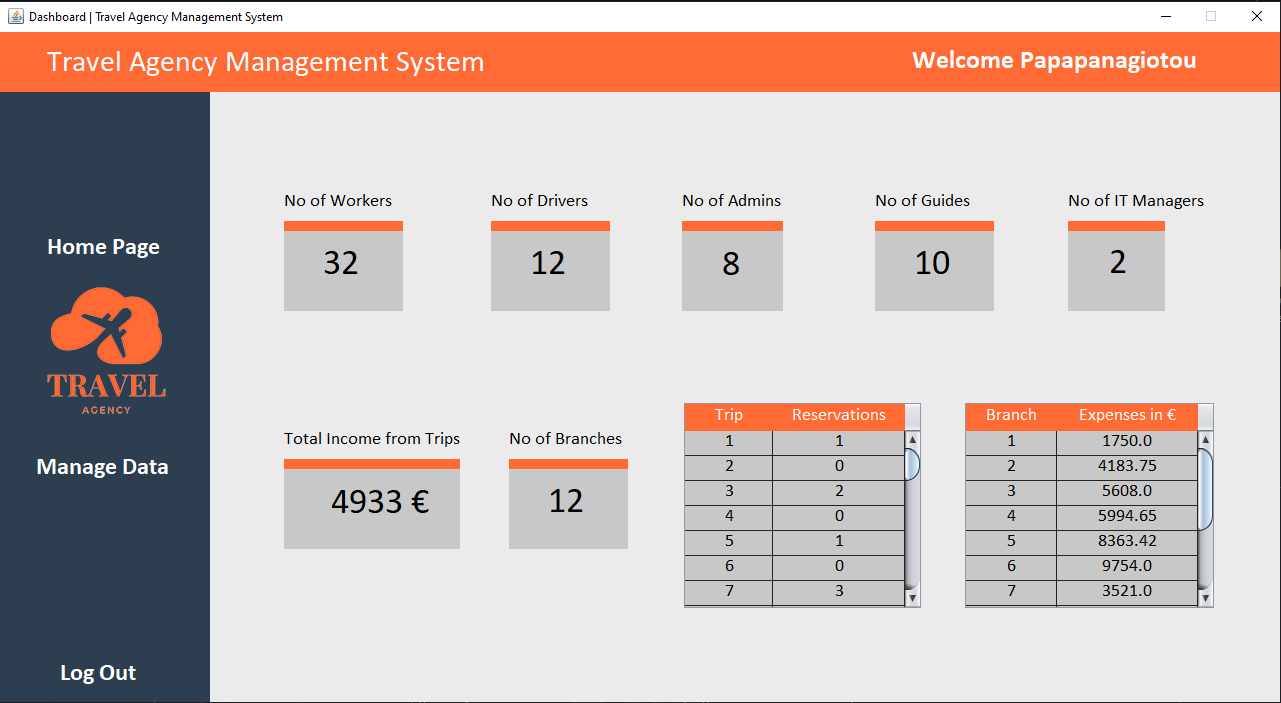 Dashboard | Travel Agency Management System
Travel Agency Management System
Welcome Papapanagiotou
Home Page
TRAVEL
AGENCY
Manage Data
Log Out
No of Workers
32
No of Drivers
12
No of Admins
8
No of Guides
10
No of IT Managers
2
Total Income from Trips
4933 €
No of Branches
12
Trip Reservations
1 1
2 0
3 2
4 0
5 1
6 0
7 3
Branch Expenses in €
1 1750.0
2 4183.75
3 5608.0
4 5994.65
5 8363.42
6 9754.0
7 3521.0